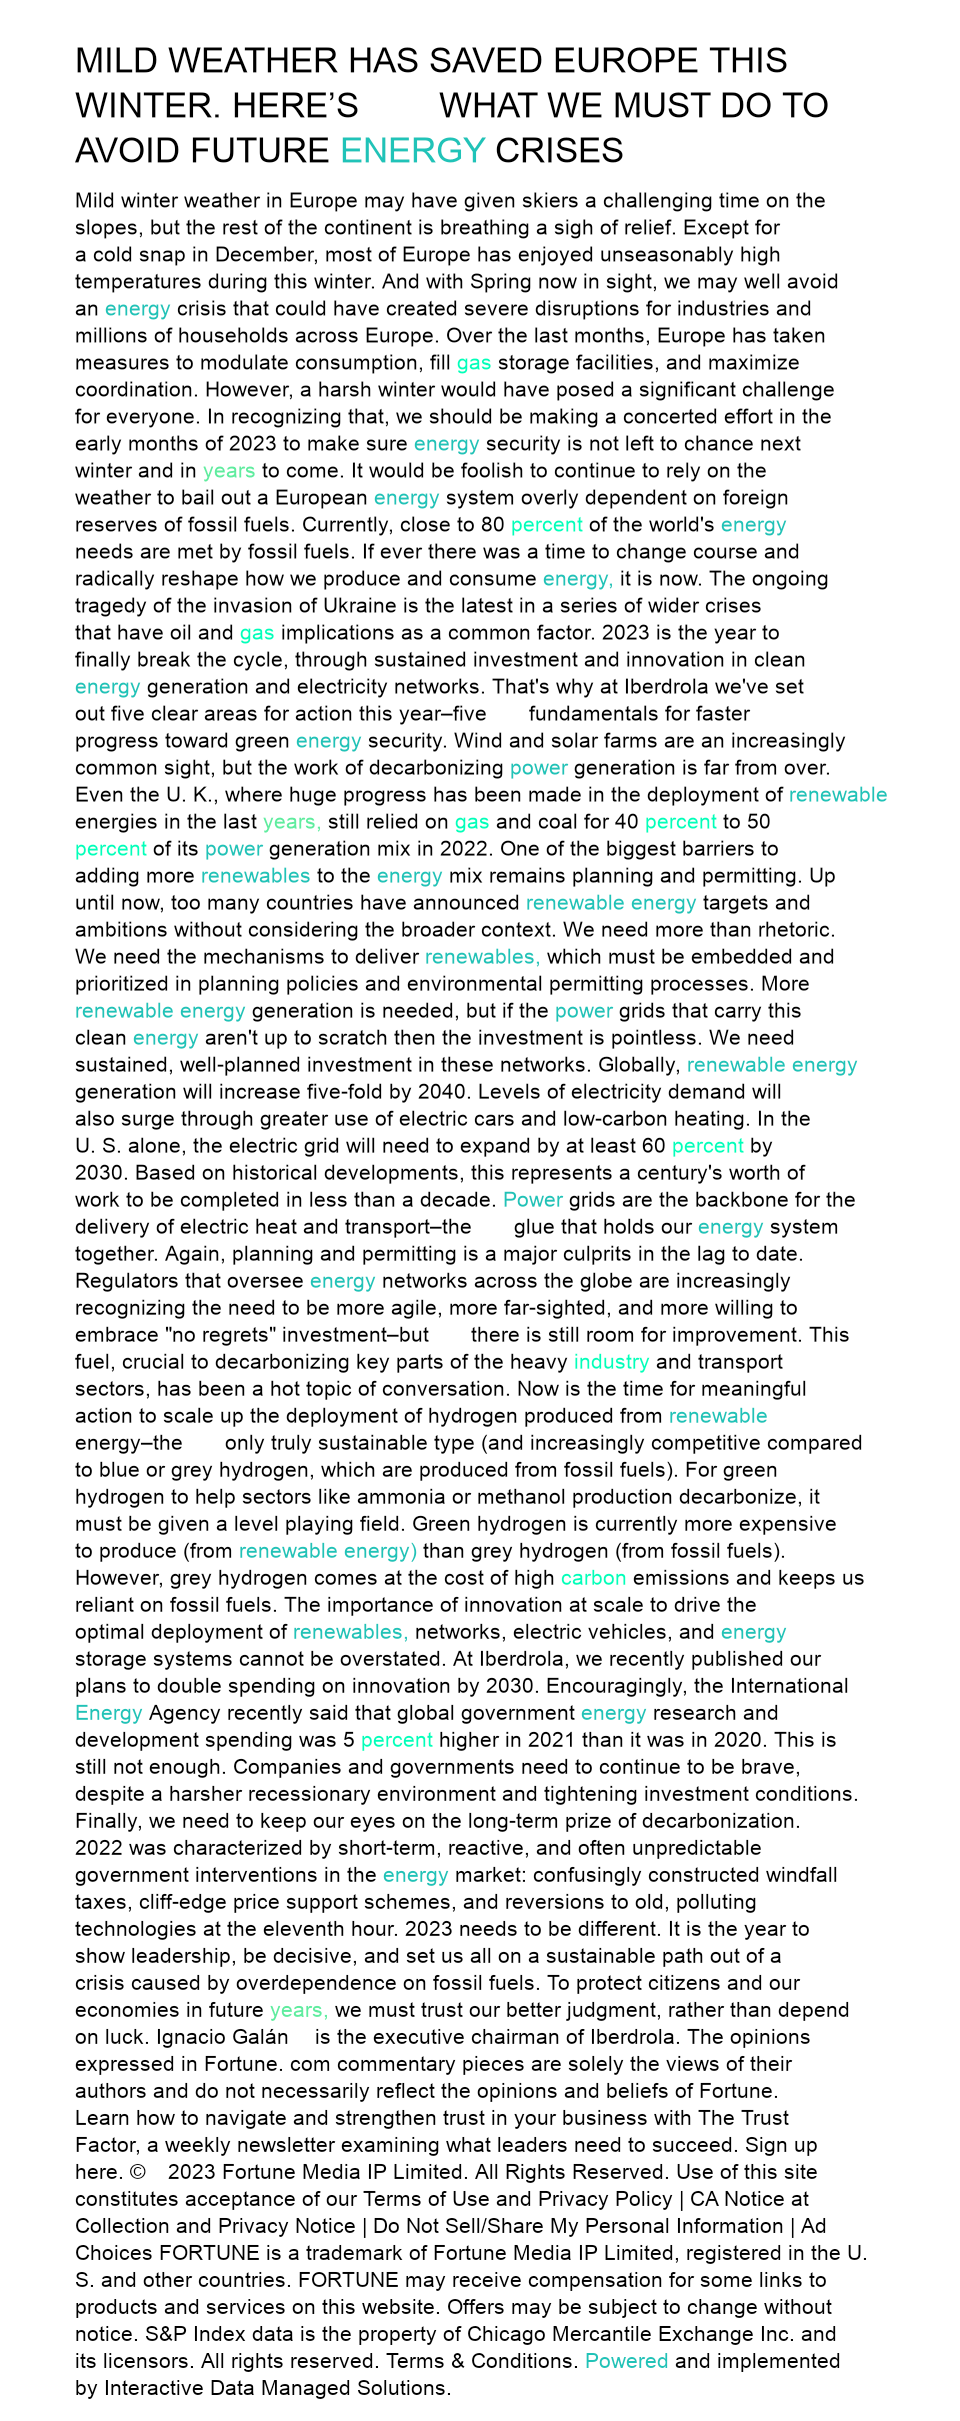 MILD WEATHER HAS SAVED EUROPE THIS
WINTER. HERE’S WHAT WE MUST DO TO
AVOID FUTURE ENERGY CRISES
Mild winter weather in Europe may have given skiers a challenging time on the
slopes, but the rest of the continent is breathing a sigh of relief. Except for
a cold snap in December, most of Europe has enjoyed unseasonably high
temperatures during this winter. And with Spring now in sight, we may well avoid
an energy crisis that could have created severe disruptions for industries and
millions of households across Europe. Over the last months, Europe has taken
measures to modulate consumption, fill gas storage facilities, and maximize
coordination. However, a harsh winter would have posed a significant challenge
for everyone. In recognizing that, we should be making a concerted effort in the
early months of 2023 to make sure energy security is not left to chance next
winter and in years to come. It would be foolish to continue to rely on the
weather to bail out a European energy system overly dependent on foreign
reserves of fossil fuels. Currently, close to 80 percent of the world's energy
needs are met by fossil fuels. If ever there was a time to change course and
radically reshape how we produce and consume energy, it is now. The ongoing
tragedy of the invasion of Ukraine is the latest in a series of wider crises
that have oil and gas implications as a common factor. 2023 is the year to
finally break the cycle, through sustained investment and innovation in clean
energy generation and electricity networks. That's why at Iberdrola we've set
out five clear areas for action this year–five fundamentals for faster
progress toward green energy security. Wind and solar farms are an increasingly
common sight, but the work of decarbonizing power generation is far from over.
Even the U. K., where huge progress has been made in the deployment of renewable
energies in the last years, still relied on gas and coal for 40 percent to 50
percent of its power generation mix in 2022. One of the biggest barriers to
adding more renewables to the energy mix remains planning and permitting. Up
until now, too many countries have announced renewable energy targets and
ambitions without considering the broader context. We need more than rhetoric.
We need the mechanisms to deliver renewables, which must be embedded and
prioritized in planning policies and environmental permitting processes. More
renewable energy generation is needed, but if the power grids that carry this
clean energy aren't up to scratch then the investment is pointless. We need
sustained, well-planned investment in these networks. Globally, renewable energy
generation will increase five-fold by 2040. Levels of electricity demand will
also surge through greater use of electric cars and low-carbon heating. In the
U. S. alone, the electric grid will need to expand by at least 60 percent by
2030. Based on historical developments, this represents a century's worth of
work to be completed in less than a decade. Power grids are the backbone for the
delivery of electric heat and transport–the glue that holds our energy system
together. Again, planning and permitting is a major culprits in the lag to date.
Regulators that oversee energy networks across the globe are increasingly
recognizing the need to be more agile, more far-sighted, and more willing to
embrace "no regrets" investment–but there is still room for improvement. This
fuel, crucial to decarbonizing key parts of the heavy industry and transport
sectors, has been a hot topic of conversation. Now is the time for meaningful
action to scale up the deployment of hydrogen produced from renewable
energy–the only truly sustainable type (and increasingly competitive compared
to blue or grey hydrogen, which are produced from fossil fuels). For green
hydrogen to help sectors like ammonia or methanol production decarbonize, it
must be given a level playing field. Green hydrogen is currently more expensive
to produce (from renewable energy) than grey hydrogen (from fossil fuels).
However, grey hydrogen comes at the cost of high carbon emissions and keeps us
reliant on fossil fuels. The importance of innovation at scale to drive the
optimal deployment of renewables, networks, electric vehicles, and energy
storage systems cannot be overstated. At Iberdrola, we recently published our
plans to double spending on innovation by 2030. Encouragingly, the International
Energy Agency recently said that global government energy research and
development spending was 5 percent higher in 2021 than it was in 2020. This is
still not enough. Companies and governments need to continue to be brave,
despite a harsher recessionary environment and tightening investment conditions.
Finally, we need to keep our eyes on the long-term prize of decarbonization.
2022 was characterized by short-term, reactive, and often unpredictable
government interventions in the energy market: confusingly constructed windfall
taxes, cliff-edge price support schemes, and reversions to old, polluting
technologies at the eleventh hour. 2023 needs to be different. It is the year to
show leadership, be decisive, and set us all on a sustainable path out of a
crisis caused by overdependence on fossil fuels. To protect citizens and our
economies in future years, we must trust our better judgment, rather than depend
on luck. Ignacio Galán is the executive chairman of Iberdrola. The opinions
expressed in Fortune. com commentary pieces are solely the views of their
authors and do not necessarily reflect the opinions and beliefs of Fortune.
Learn how to navigate and strengthen trust in your business with The Trust
Factor, a weekly newsletter examining what leaders need to succeed. Sign up
here. © 2023 Fortune Media IP Limited. All Rights Reserved. Use of this site
constitutes acceptance of our Terms of Use and Privacy Policy | CA Notice at
Collection and Privacy Notice | Do Not Sell/Share My Personal Information | Ad
Choices FORTUNE is a trademark of Fortune Media IP Limited, registered in the U.
S. and other countries. FORTUNE may receive compensation for some links to
products and services on this website. Offers may be subject to change without
notice. S&P Index data is the property of Chicago Mercantile Exchange Inc. and
its licensors. All rights reserved. Terms & Conditions. Powered and implemented
by Interactive Data Managed Solutions.